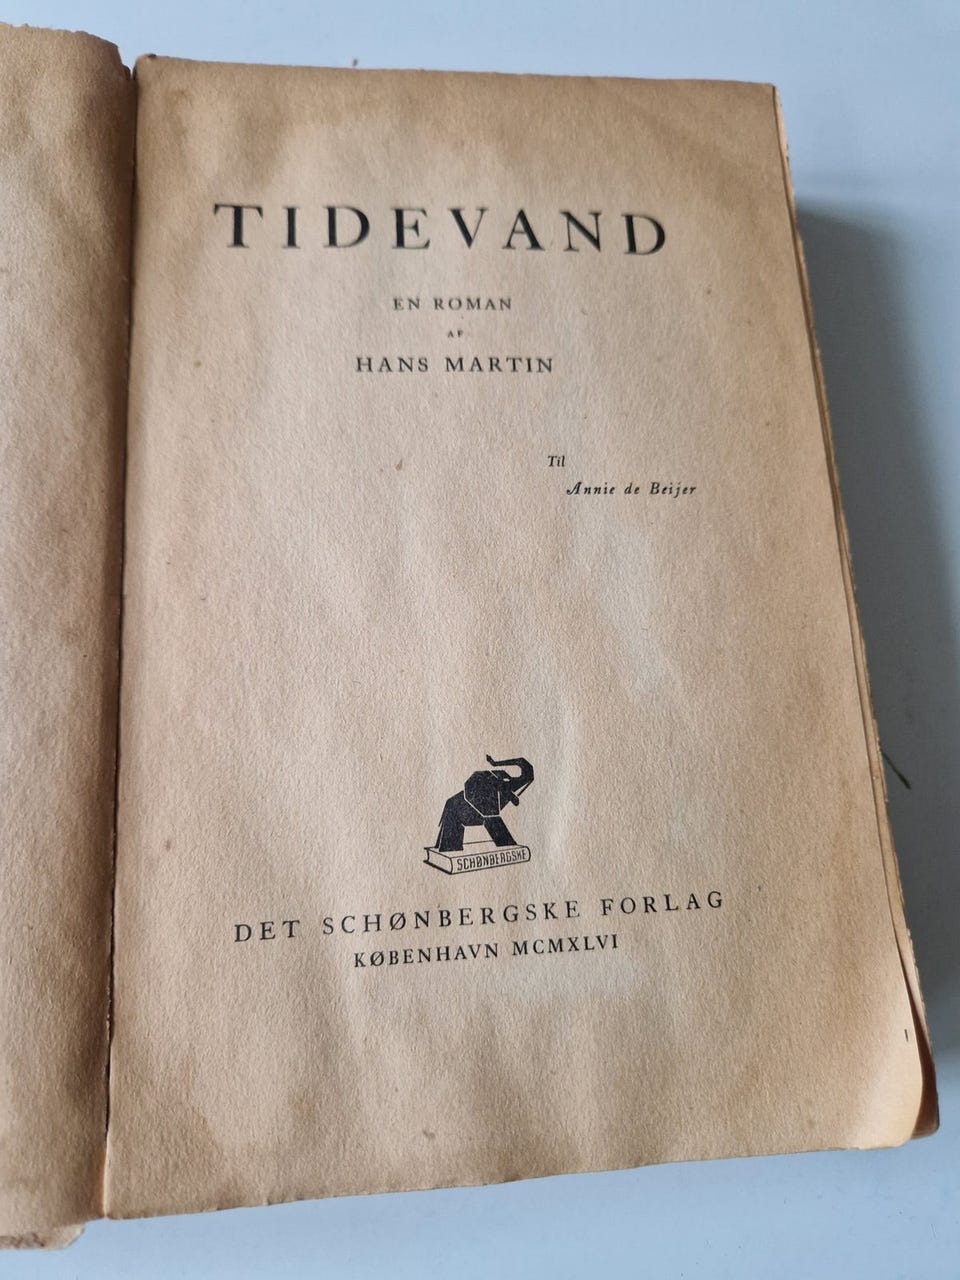 TIDEVAND
EN ROMAN
AF
HANS MARTIN
Til
Annie de Beijer
SCHØNBERGSKE
DET SCHØNBERGSKE FORLAG
KØBENHAVN MCMXLVI